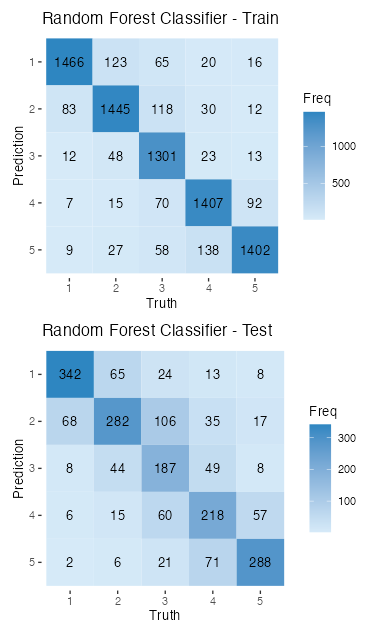 Random Forest Classifier - Train
1 1466 123 65 20 16
2 83 1445 118 30 12
3 12 48 1301 23 13
4 7 15 70 1407 92
5 9 27 58 138 1402
1 2 3 4 5
Truth
Prediction
Freq
1000
500
Random Forest Classifier - Test
1 342 65 24 13 8
2 68 282 106 35 17
3 8 44 187 49 8
4 6 15 60 218 57
5 2 6 21 71 288
1 2 3 4 5
Truth
Prediction
Freq
300
200
100